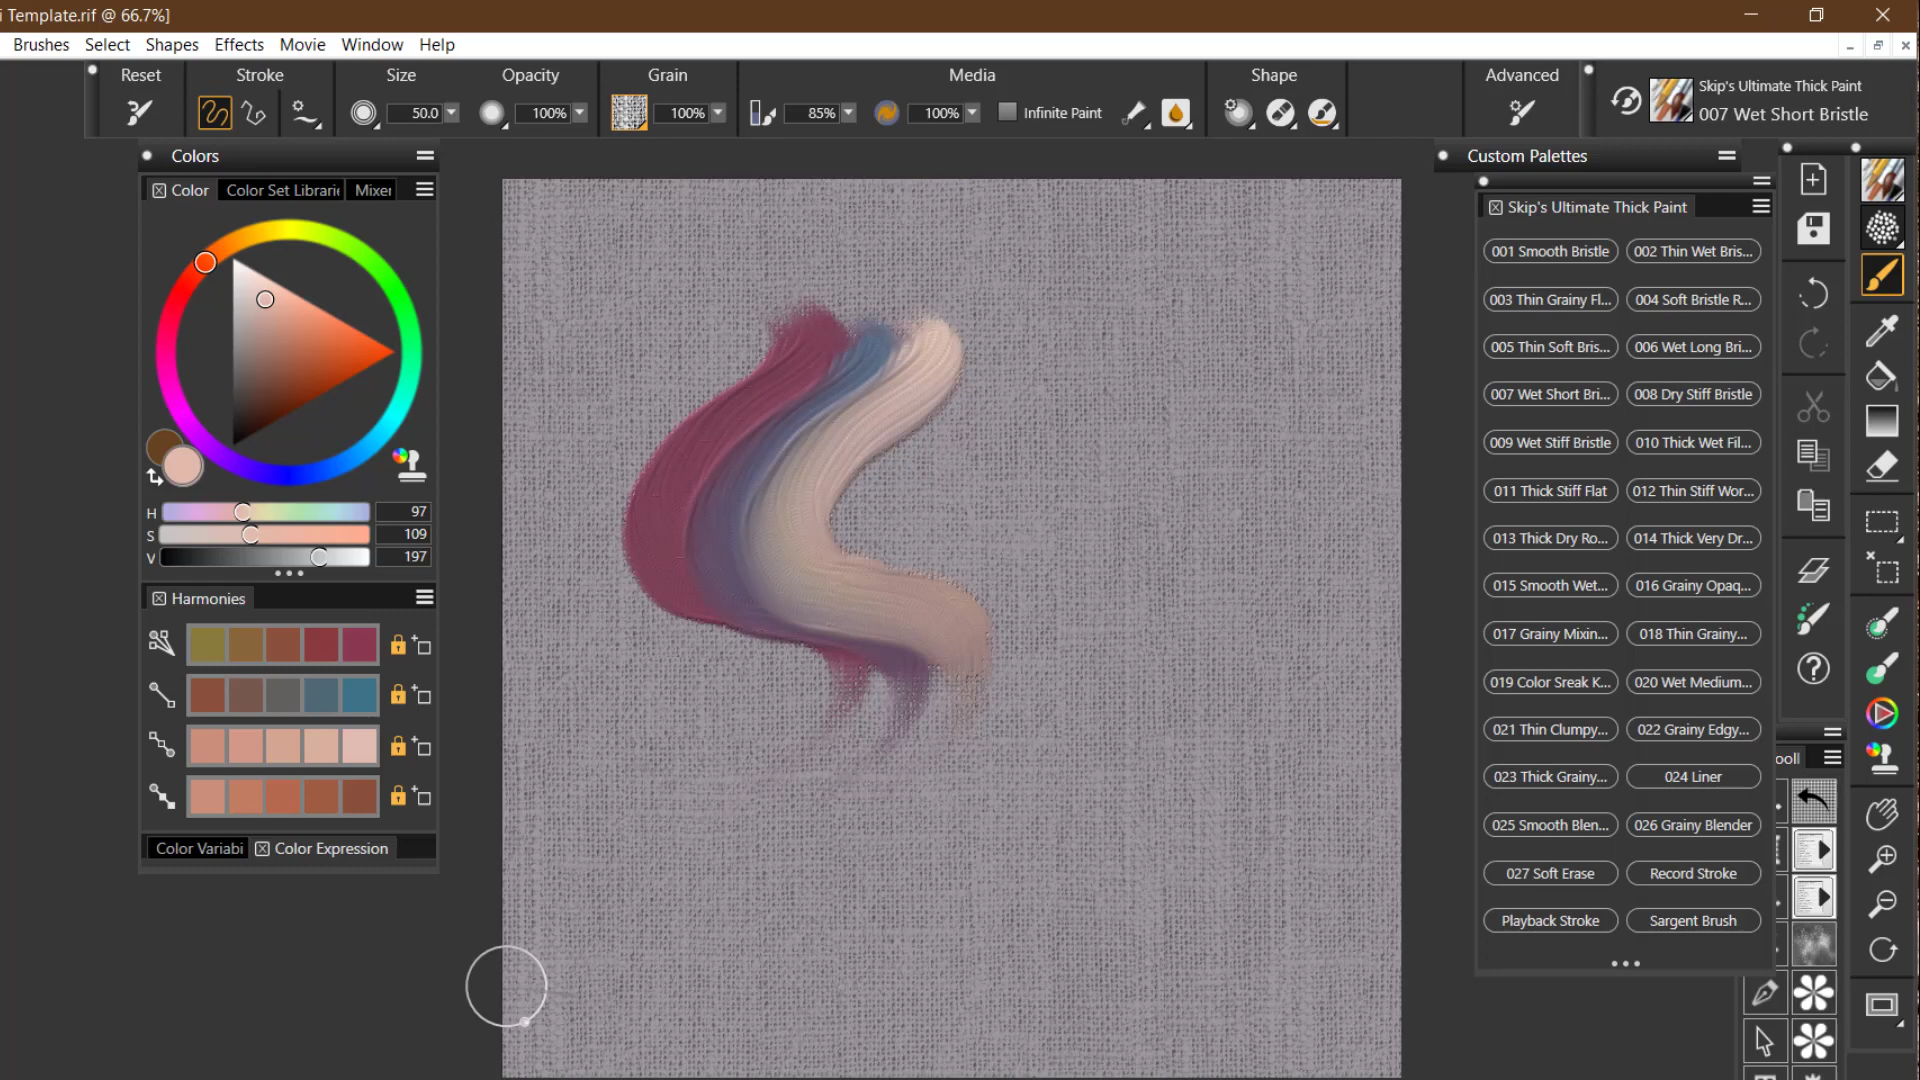 i Template.rif @ 66.7%]
Brushes Select Shapes Effects Movie Window Help
Reset Stroke Size Opacity Grain Media Shape Advanced
50.0 100% 100% 85% 100% Infinite Paint
Skip's Ultimate Thick Paint
007 Wet Short Bristle
Colors
Color Color Set Librarie Mixer
H 97
S 109
V 197
Harmonies
Color Variabi Color Expression
Custom Palettes
Skip's Ultimate Thick Paint
001 Smooth Bristle 002 Thin Wet Bris...
003 Thin Grainy Fl... 004 Soft Bristle R...
005 Thin Soft Bris... 006 Wet Long Bri...
007 Wet Short Bri... 008 Dry Stiff Bristle
009 Wet Stiff Bristle 010 Thick Wet Fil...
011 Thick Stiff Flat 012 Thin Stiff Wor...
013 Thick Dry Ro... 014 Thick Very Dr...
015 Smooth Wet... 016 Grainy Opaq...
017 Grainy Mixin... 018 Thin Grainy...
019 Color Sreak K... 020 Wet Medium...
021 Thin Clumpy... 022 Grainy Edgy...
023 Thick Grainy... 024 Liner
025 Smooth Blen... 026 Grainy Blender
027 Soft Erase Record Stroke
Playback Stroke Sargent Brush
ooll